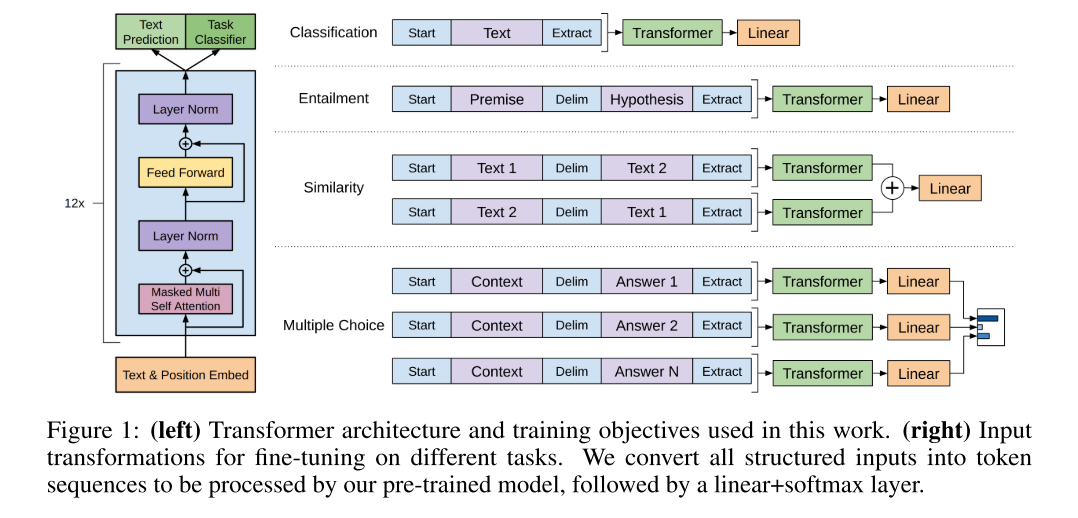 Text Prediction
Task Classifier
Layer Norm
Feed Forward
12x
Layer Norm
Masked Multi Self Attention
Text & Position Embed
Classification
Start Text Extract Transformer Linear
Entailment
Start Premise Delim Hypothesis Extract Transformer Linear
Similarity
Start Text 1 Delim Text 2 Extract Transformer
+ Linear
Start Text 2 Delim Text 1 Extract Transformer
Multiple Choice
Start Context Delim Answer 1 Extract Transformer Linear
Start Context Delim Answer 2 Extract Transformer Linear
Start Context Delim Answer N Extract Transformer Linear
Figure 1: (left) Transformer architecture and training objectives used in this work. (right) Input
transformations for fine-tuning on different tasks. We convert all structured inputs into token
sequences to be processed by our pre-trained model, followed by a linear+softmax layer.